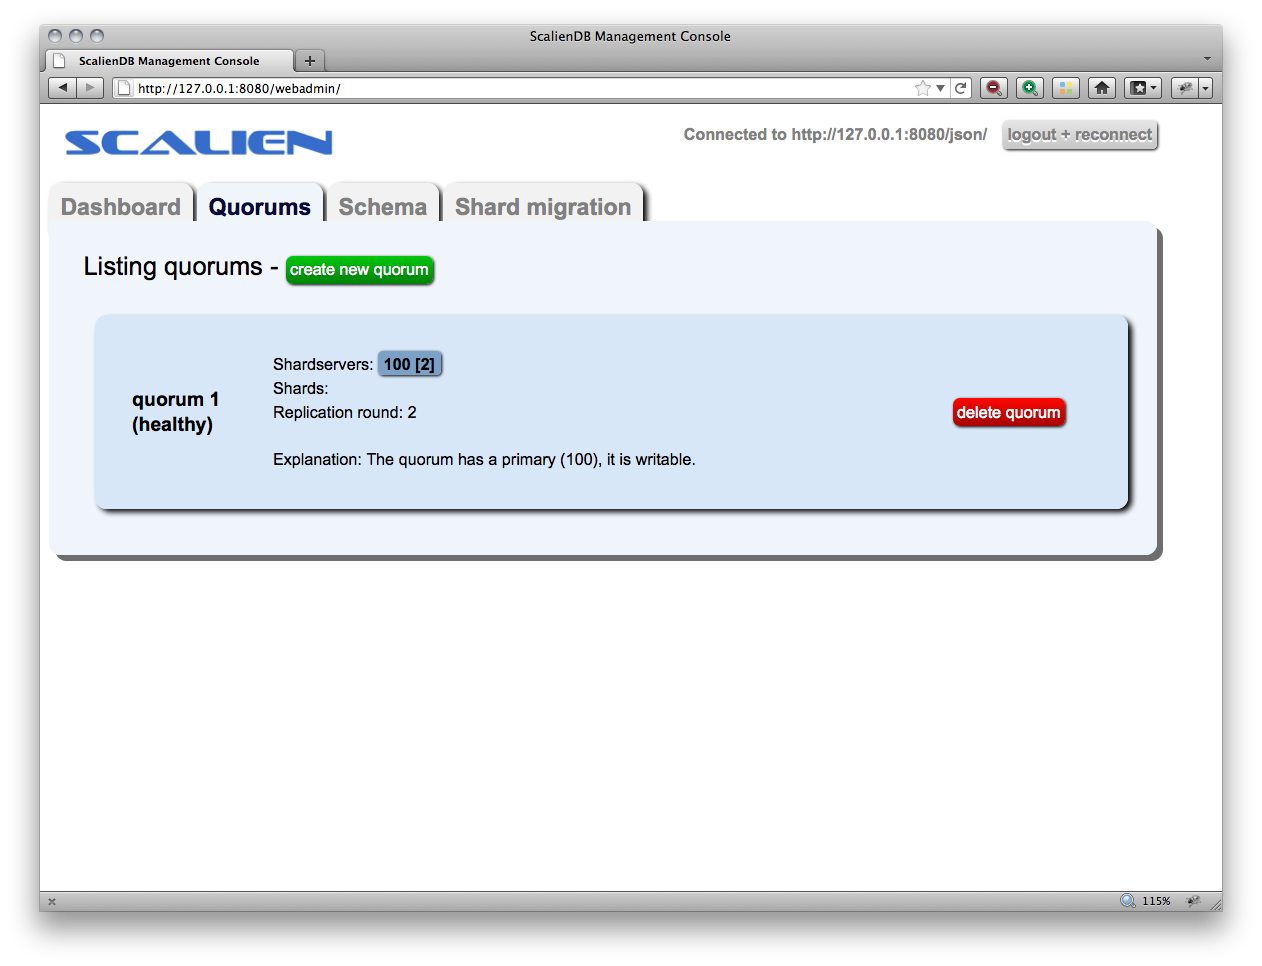 ScalienDB Management Console
ScalienDB Management Console
http://127.0.0.1:8080/webadmin/
SCALIEN
Connected to http://127.0.0.1:8080/json/ logout + reconnect
Dashboard Quorums Schema Shard migration
Listing quorums - create new quorum
quorum 1
(healthy)
Shardservers: 100 [2]
Shards:
Replication round: 2
Explanation: The quorum has a primary (100), it is writable.
delete quorum
115%